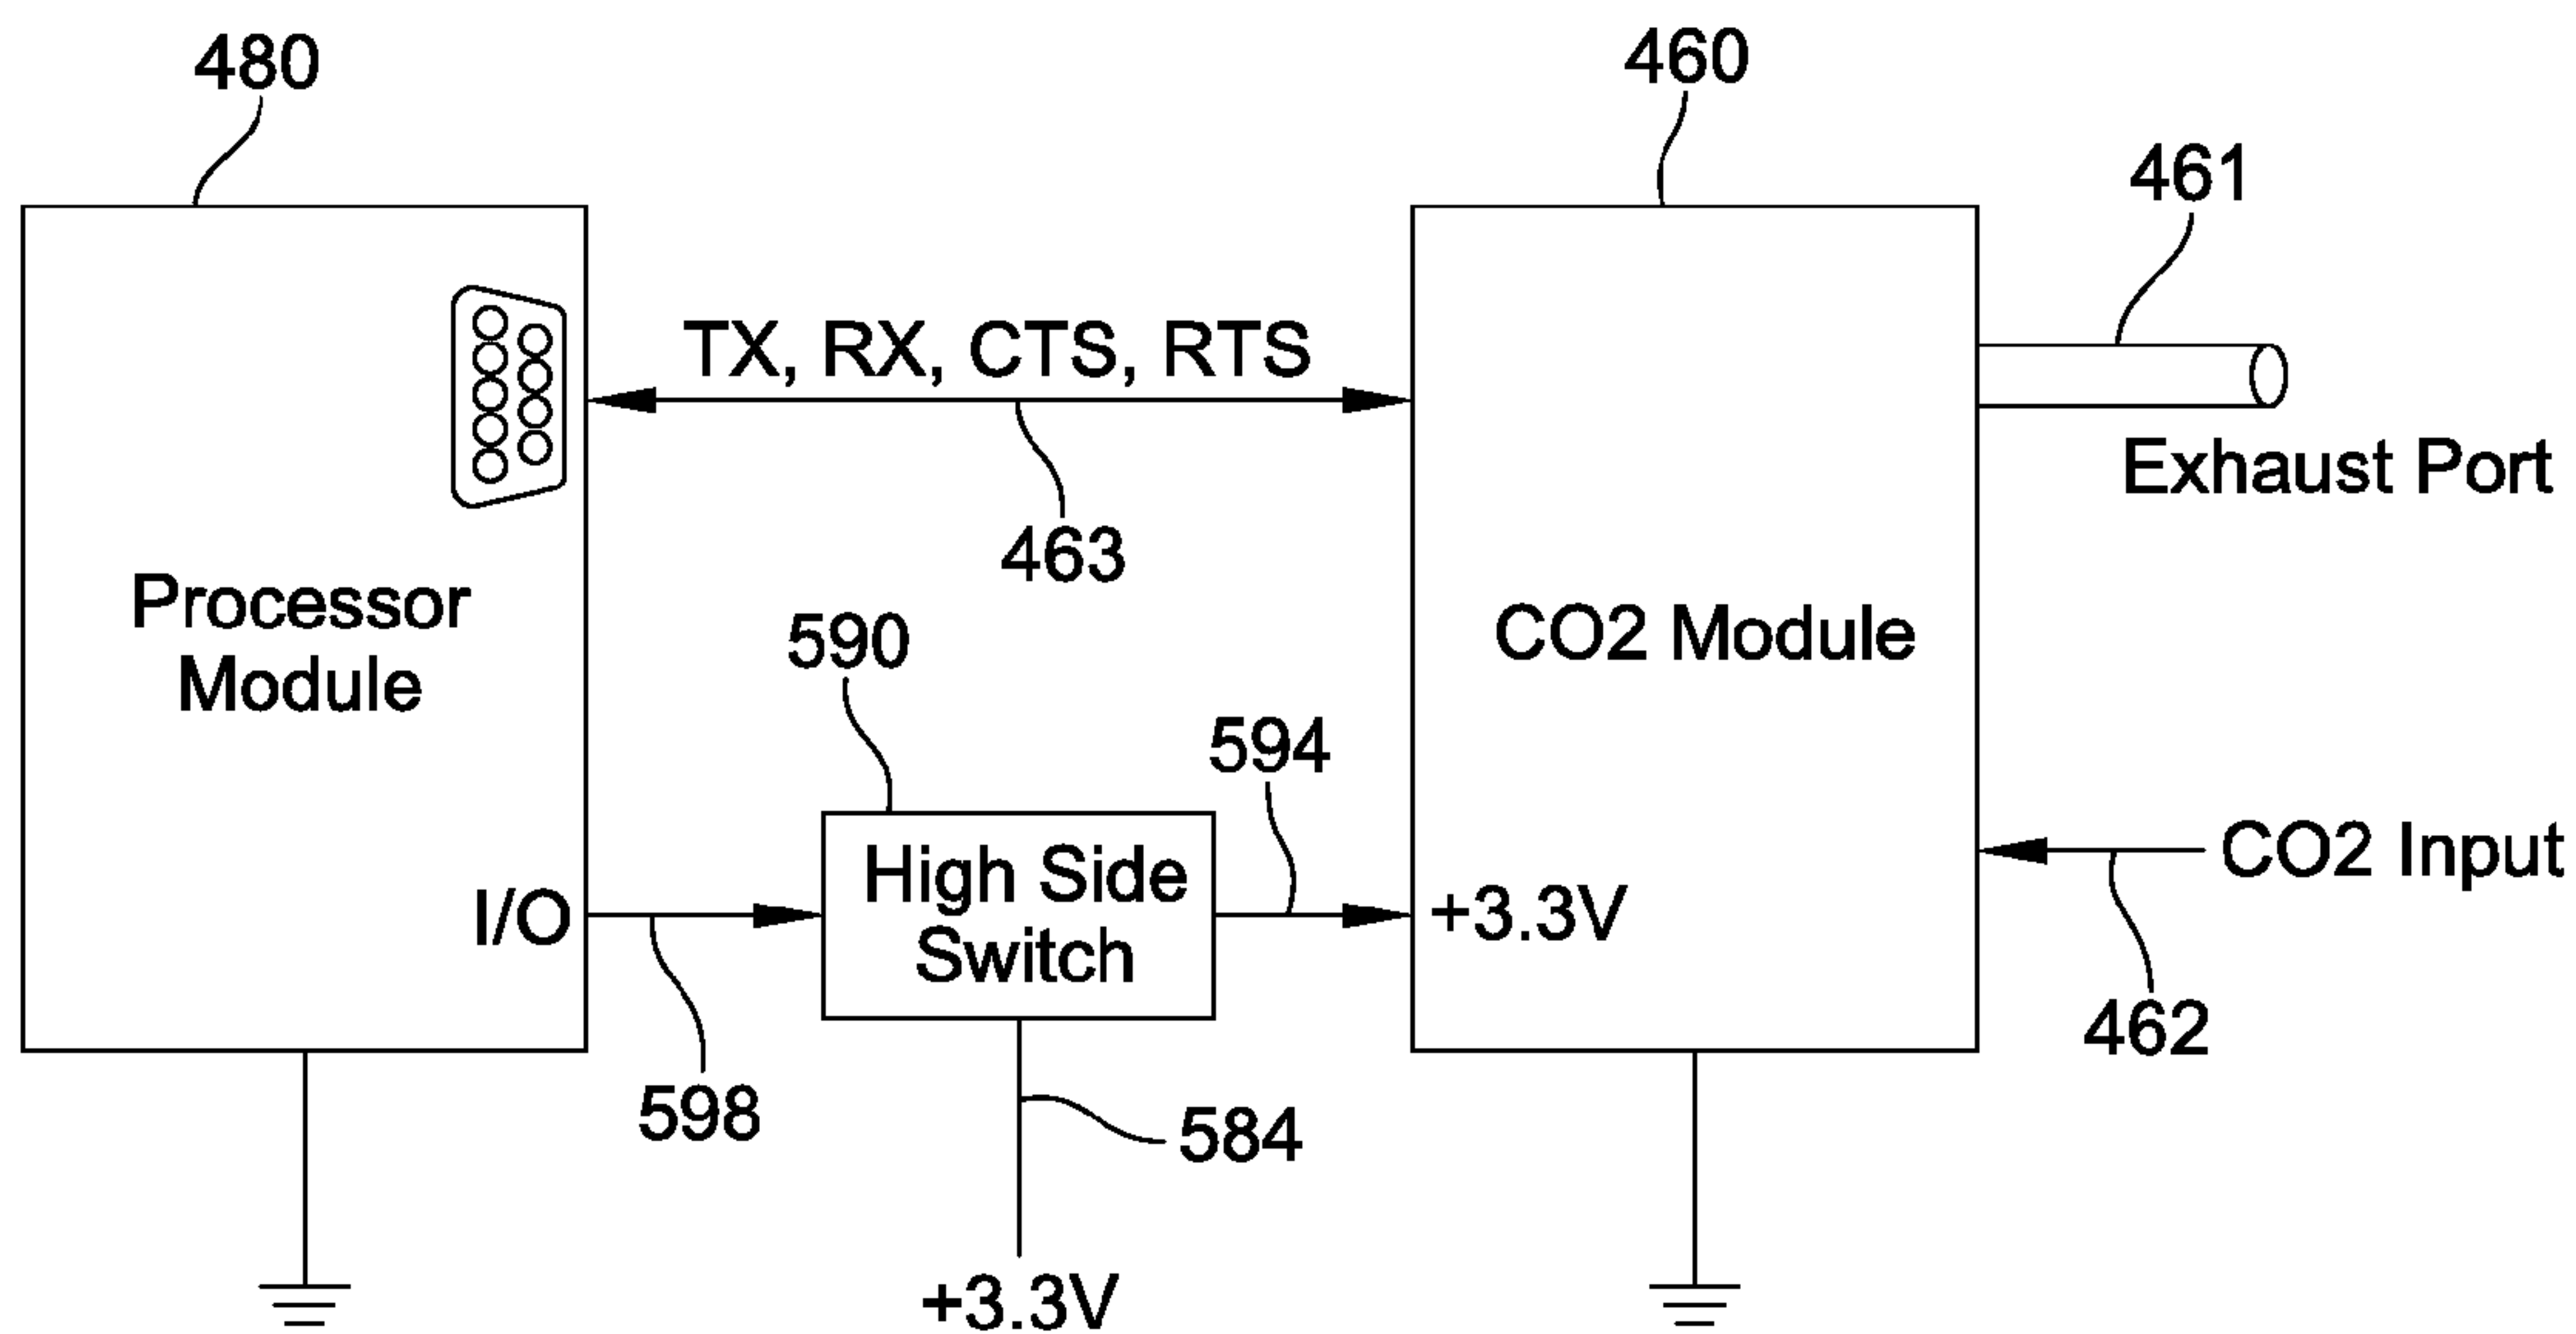 480
460
461
TX, RX, CTS, RTS
Exhaust Port
463
Processor
Module
590
CO2 Module
594
High Side
Switch
CO2 Input
I/O
+3.3V
462
598
584
+3.3V